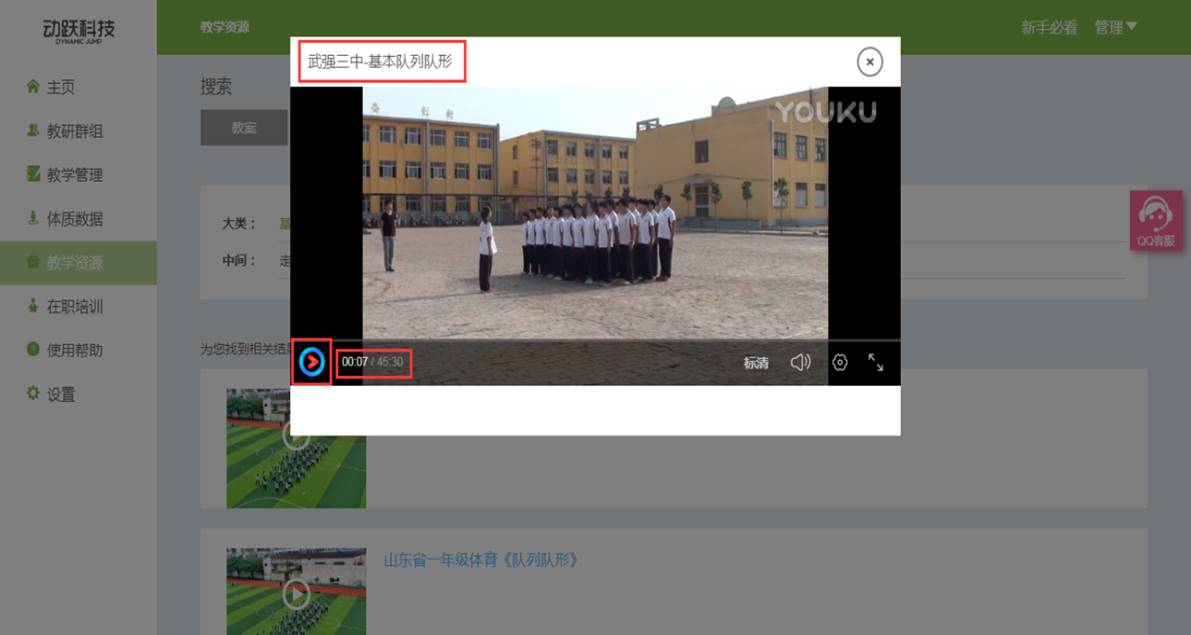 动跃科技
DYNAMIC JUMP
主页
教研群组
教学管理
体质数据
教学资源
在职培训
使用帮助
设置
教学资源
新手必看
管理
搜索
教室
大类：
中间：
走
为您找到相关结
武强三中-基本队列队形
YOUKU
00:07 / 45:30
标清
QQ客服
山东省一年级体育《队列队形》